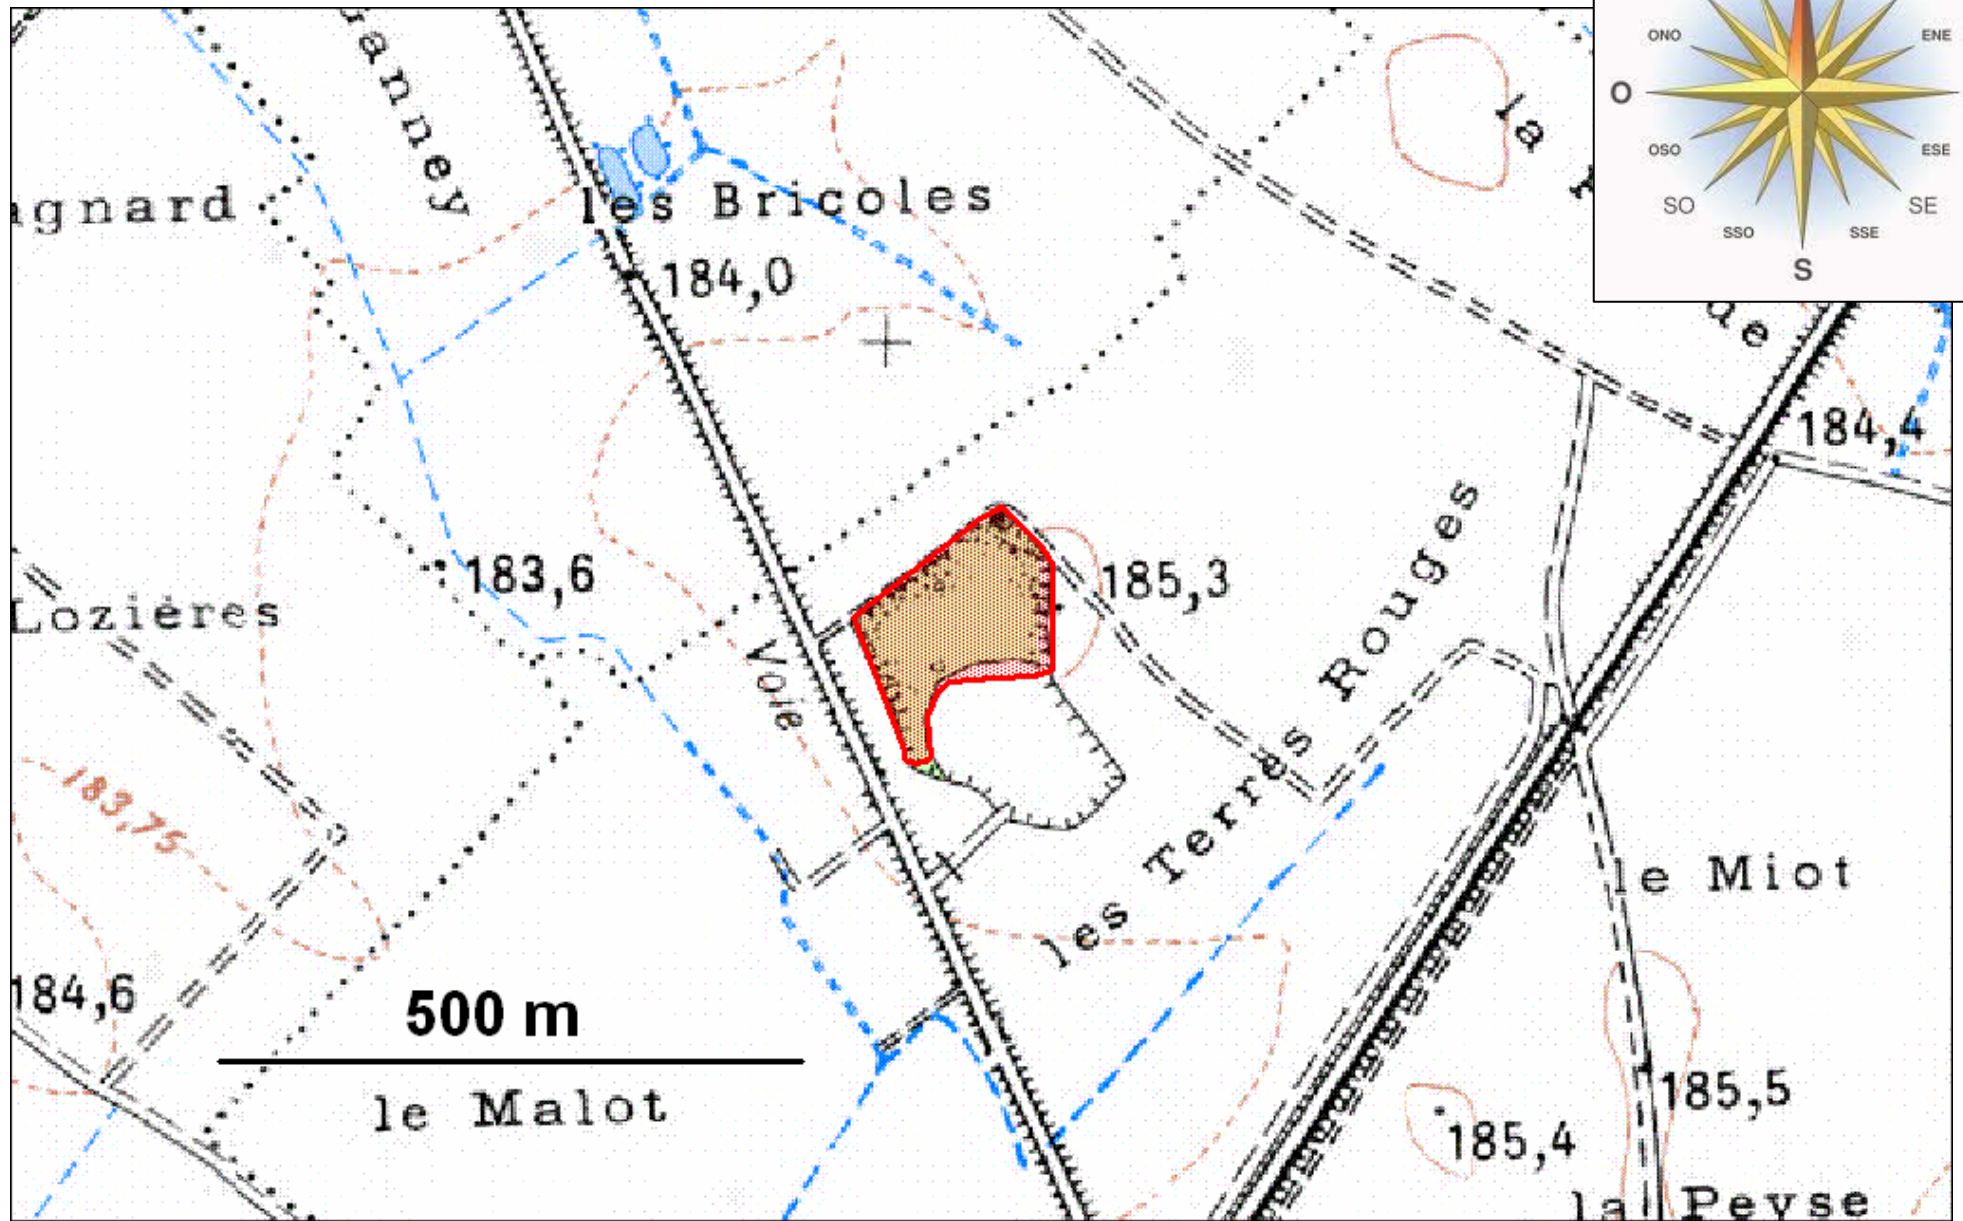 anney
ONO
ENE
O
la
OSO
ESE
agnard
les Bricoles
SO
SE
SSO
SSE
S
184,0
de
184,4
183,6
185,3
Lozières
Voie
les Terres Rouges
183,75
le Miot
184,6
500 m
185,5
le Malot
185,4
la Peyse